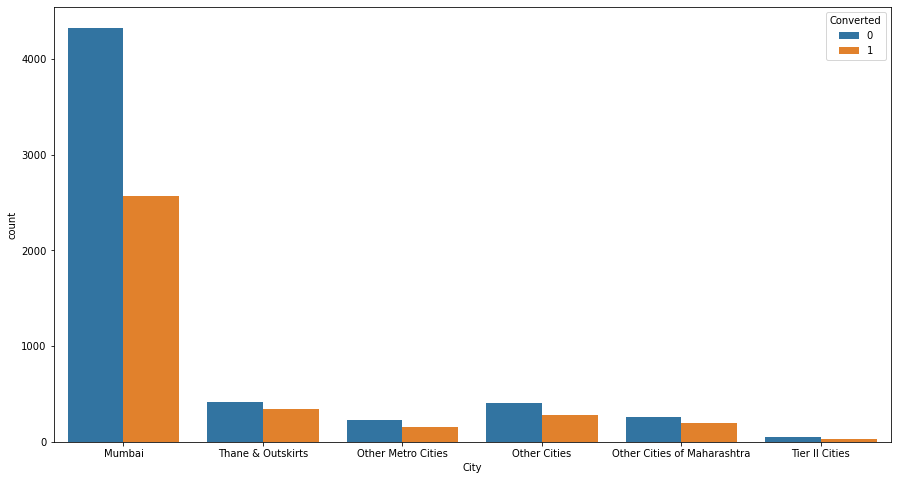 Converted
0
1
4000
3000
2000
1000
0
count
Mumbai
Thane & Outskirts
Other Metro Cities
Other Cities
Other Cities of Maharashtra
Tier II Cities
City